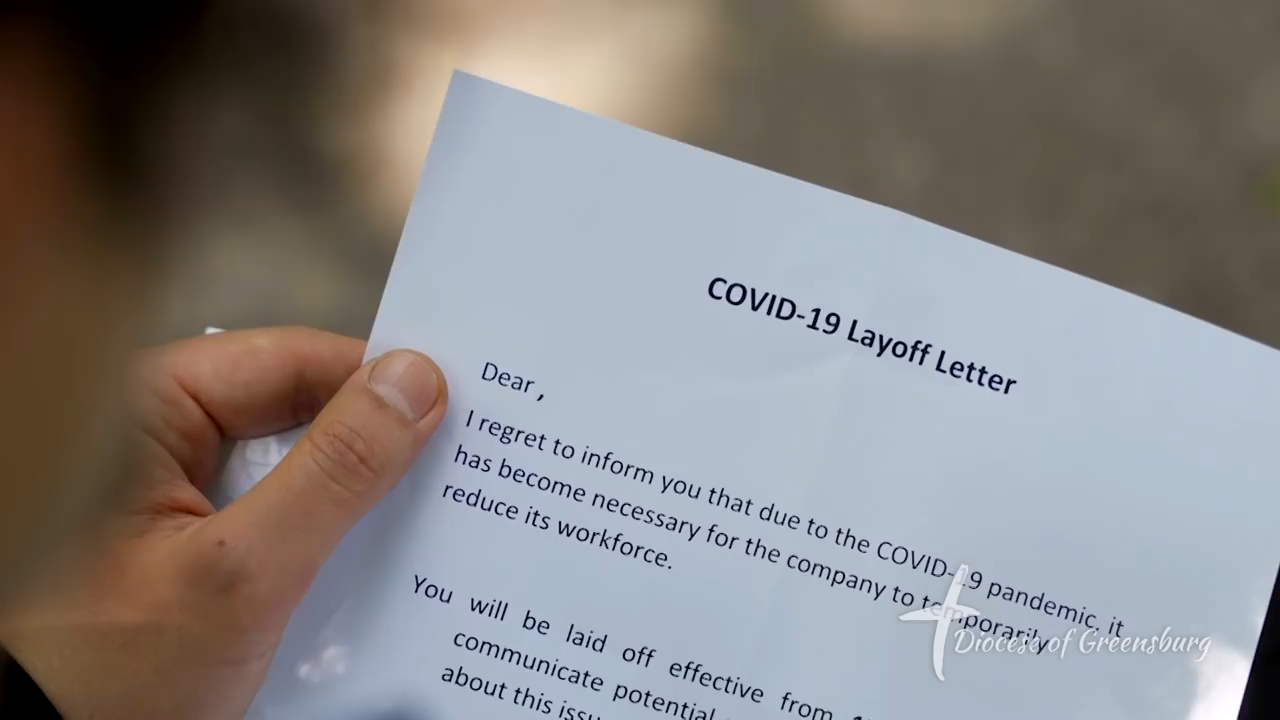 COVID-19 Layoff Letter
Dear ,
I regret to inform you that due to the COVID-19 pandemic, it
has become necessary for the company to temporarily
reduce its workforce.
You will be laid off effective from
communicate potential
about this issu
Diocese of Greensburg